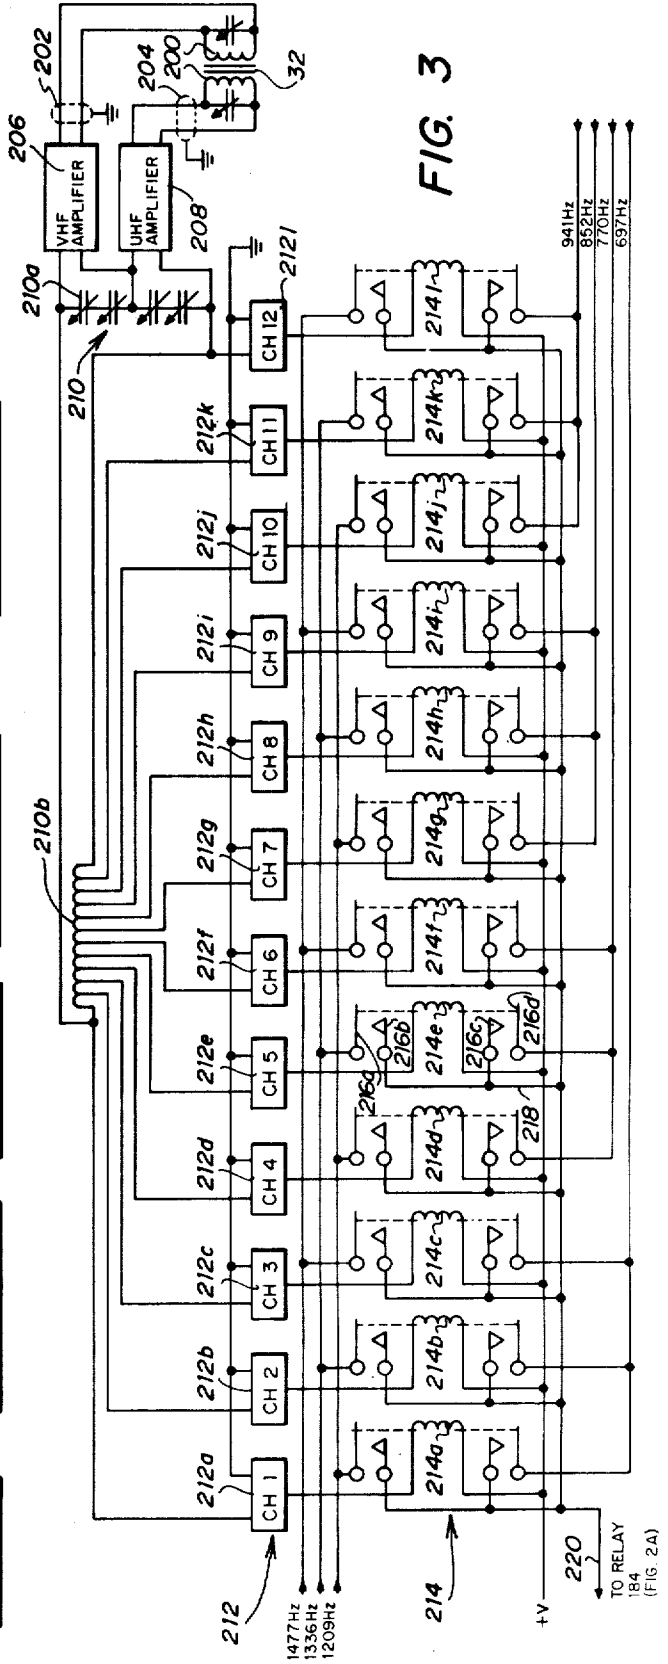 FIG. 3
202
204
200
32
206
VHF
AMPLIFIER
UHF
AMPLIFIER
208
210a
210
210b
212
212a
212b
212c
212d
212e
212f
212g
212h
212i
212j
212k
212l
CH 1
CH 2
CH 3
CH 4
CH 5
CH 6
CH 7
CH 8
CH 9
CH 10
CH 11
CH 12
1477Hz
1336Hz
1209Hz
214
214a
214b
214c
214d
214e
214f
214g
214h
214i
214j
214k
214l
216a
216b
216c
216d
218
941Hz
852Hz
770Hz
697Hz
+V
220
TO RELAY
184
(FIG. 2A)